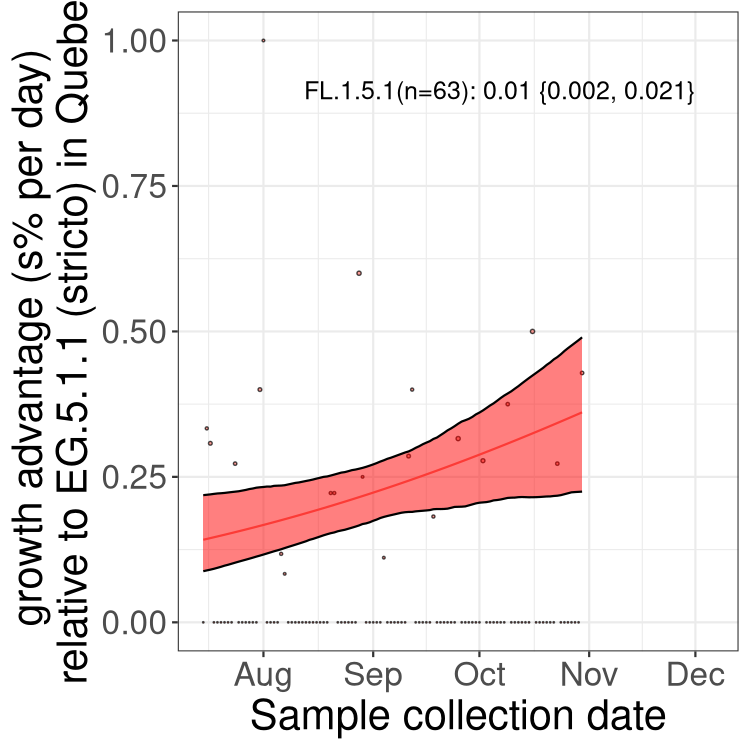 growth advantage (s% per day)
relative to EG.5.1.1 (stricto) in Quebe
1.00
0.75
0.50
0.25
0.00
FL.1.5.1(n=63): 0.01 {0.002, 0.021}
Aug Sep Oct Nov Dec
Sample collection date